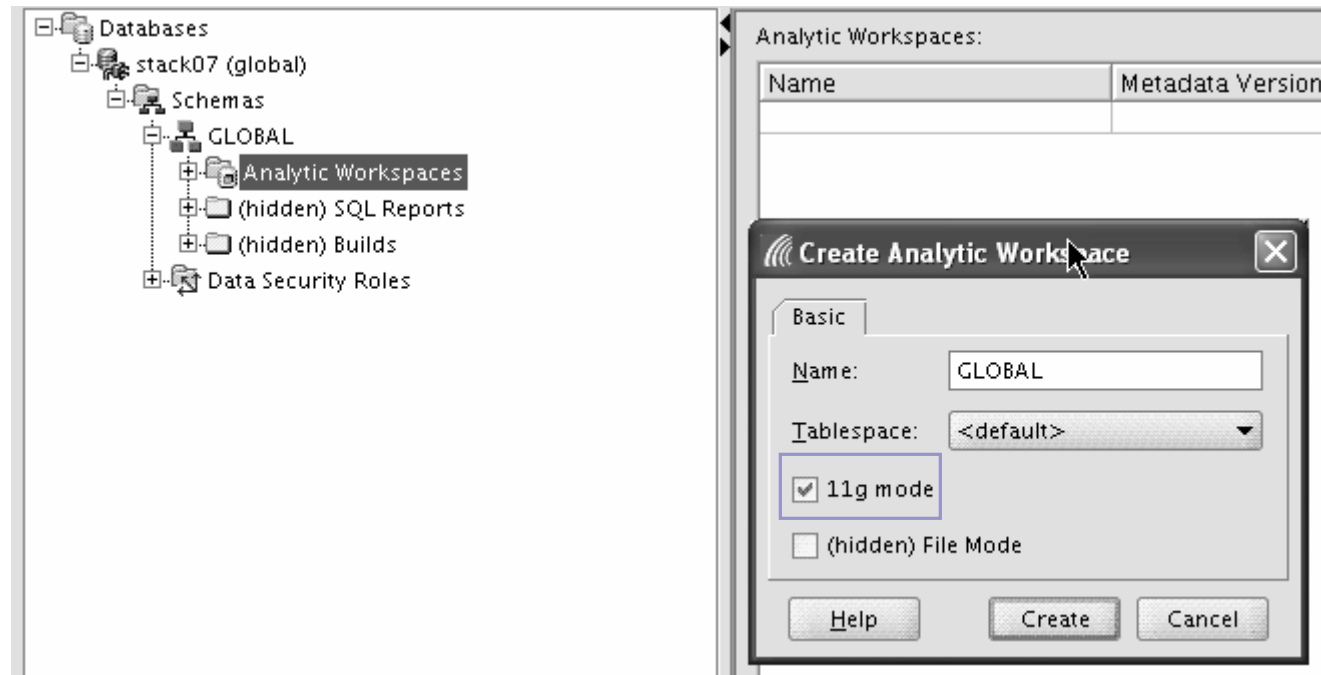 Databases
stack07 (global)
Schemas
GLOBAL
Analytic Workspaces
(hidden) SQL Reports
(hidden) Builds
Data Security Roles
Analytic Workspaces:
Name Metadata Version
Create Analytic Workspace
Basic
Name: GLOBAL
Tablespace: <default>
11g mode
(hidden) File Mode
Help Create Cancel